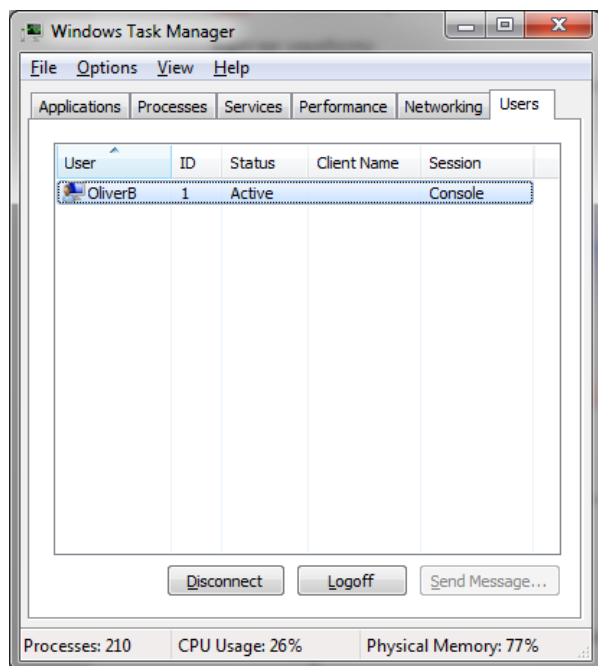 Windows Task Manager
File Options View Help
Applications Processes Services Performance Networking Users
User ID Status Client Name Session
OliverB 1 Active Console
Disconnect Logoff Send Message...
Processes: 210 CPU Usage: 26% Physical Memory: 77%